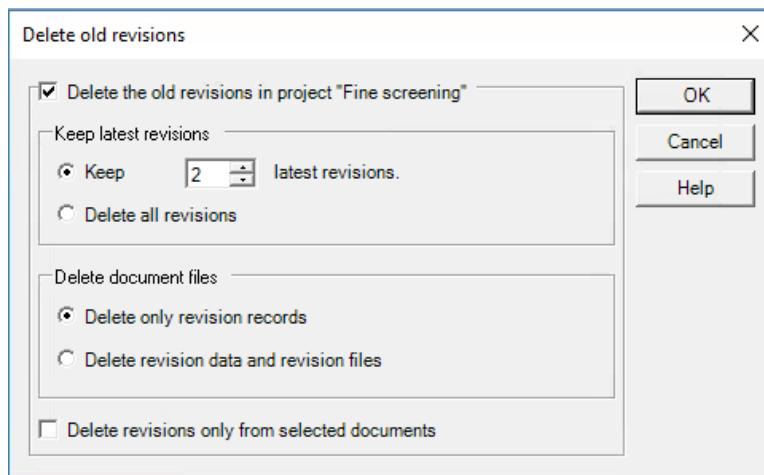 Delete old revisions
Delete the old revisions in project "Fine screening"
OK
Keep latest revisions
Cancel
Keep 2 latest revisions.
Help
Delete all revisions
Delete document files
Delete only revision records
Delete revision data and revision files
Delete revisions only from selected documents